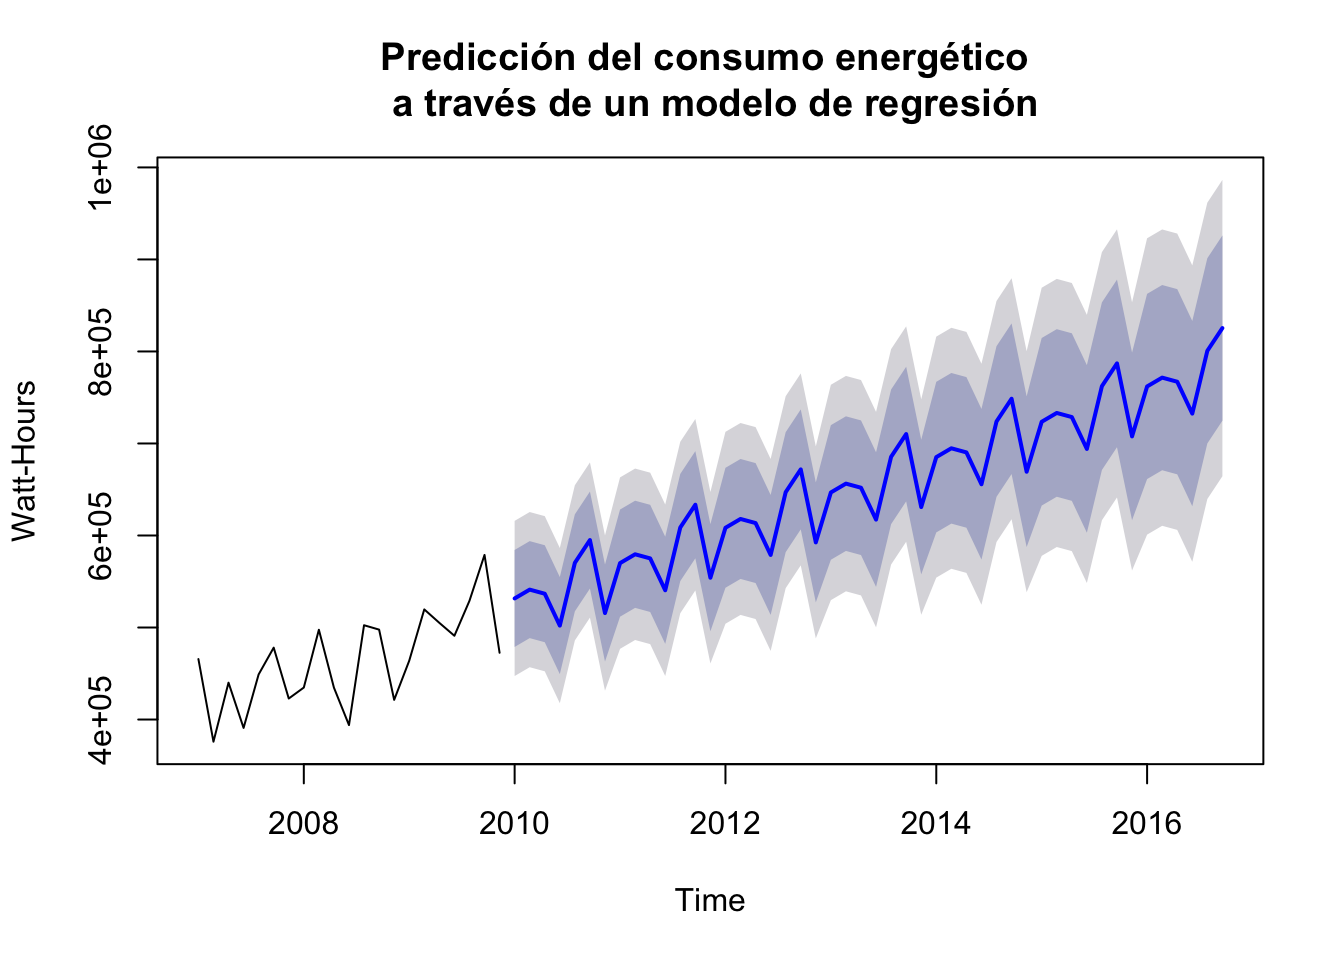 Predicción del consumo energético
a través de un modelo de regresión
1e+06
8e+05
6e+05
4e+05
Watt-Hours
2008 2010 2012 2014 2016
Time